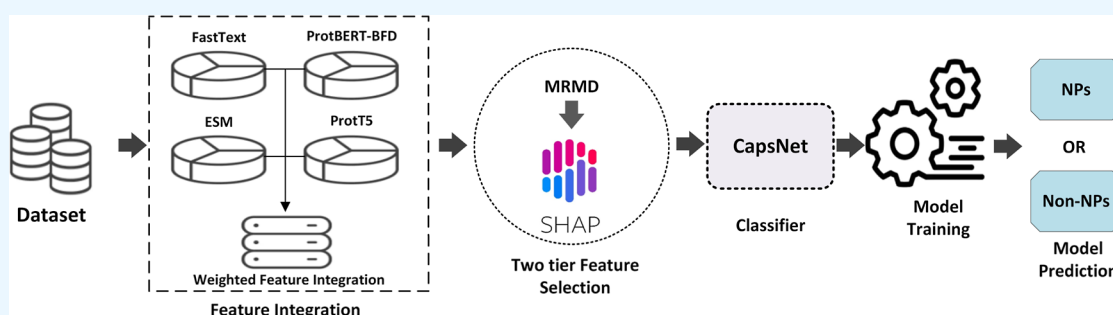 Dataset
FastText
ProtBERT-BFD
ESM
ProtT5
Weighted Feature Integration
Feature Integration
MRMD
SHAP
Two tier Feature
Selection
CapsNet
Classifier
Model
Training
NPs
OR
Non-NPs
Model
Prediction